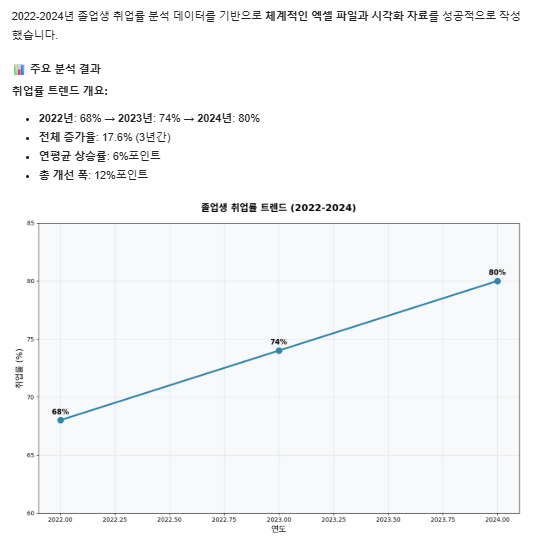 2022-2024년 졸업생 취업률 분석 데이터를 기반으로 체계적인 엑셀 파일과 시각화 자료를 성공적으로 작성
했습니다.
📊 주요 분석 결과
취업률 트렌드 개요:
• 2022년: 68% → 2023년: 74% → 2024년: 80%
• 전체 증가율: 17.6% (3년간)
• 연평균 상승률: 6%포인트
• 총 개선 폭: 12%포인트
졸업생 취업률 트렌드 (2022-2024)
85
80%
80
75
74%
취업률 (%)
70
68%
65
60
2022.00 2022.25 2022.50 2022.75 2023.00 2023.25 2023.50 2023.75 2024.00
연도